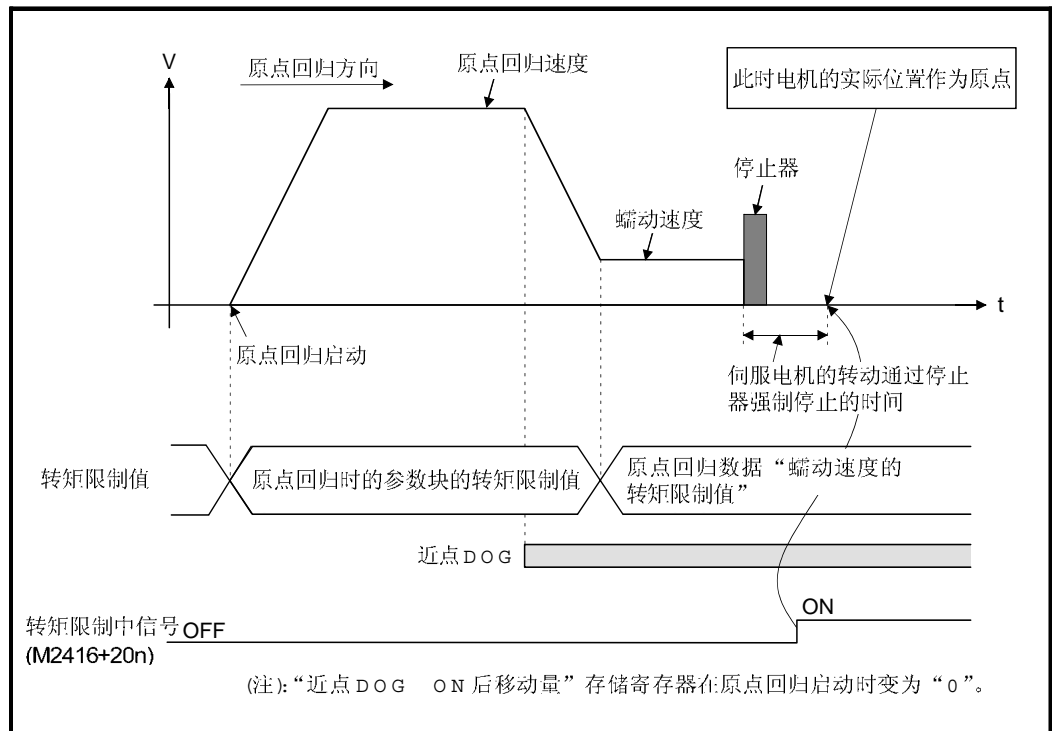 V
原点回归方向
原点回归速度
此时电机的实际位置作为原点
停止器
蠕动速度
t
原点回归启动
伺服电机的转动通过停止
器强制停止的时间
转矩限制值
原点回归时的参数块的转矩限制值
原点回归数据“蠕动速度的
转矩限制值”
近点DOG
ON
转矩限制中信号 OFF
(M2416+20n)
(注):“近点DOG ON后移动量”存储寄存器在原点回归启动时变为“0”。